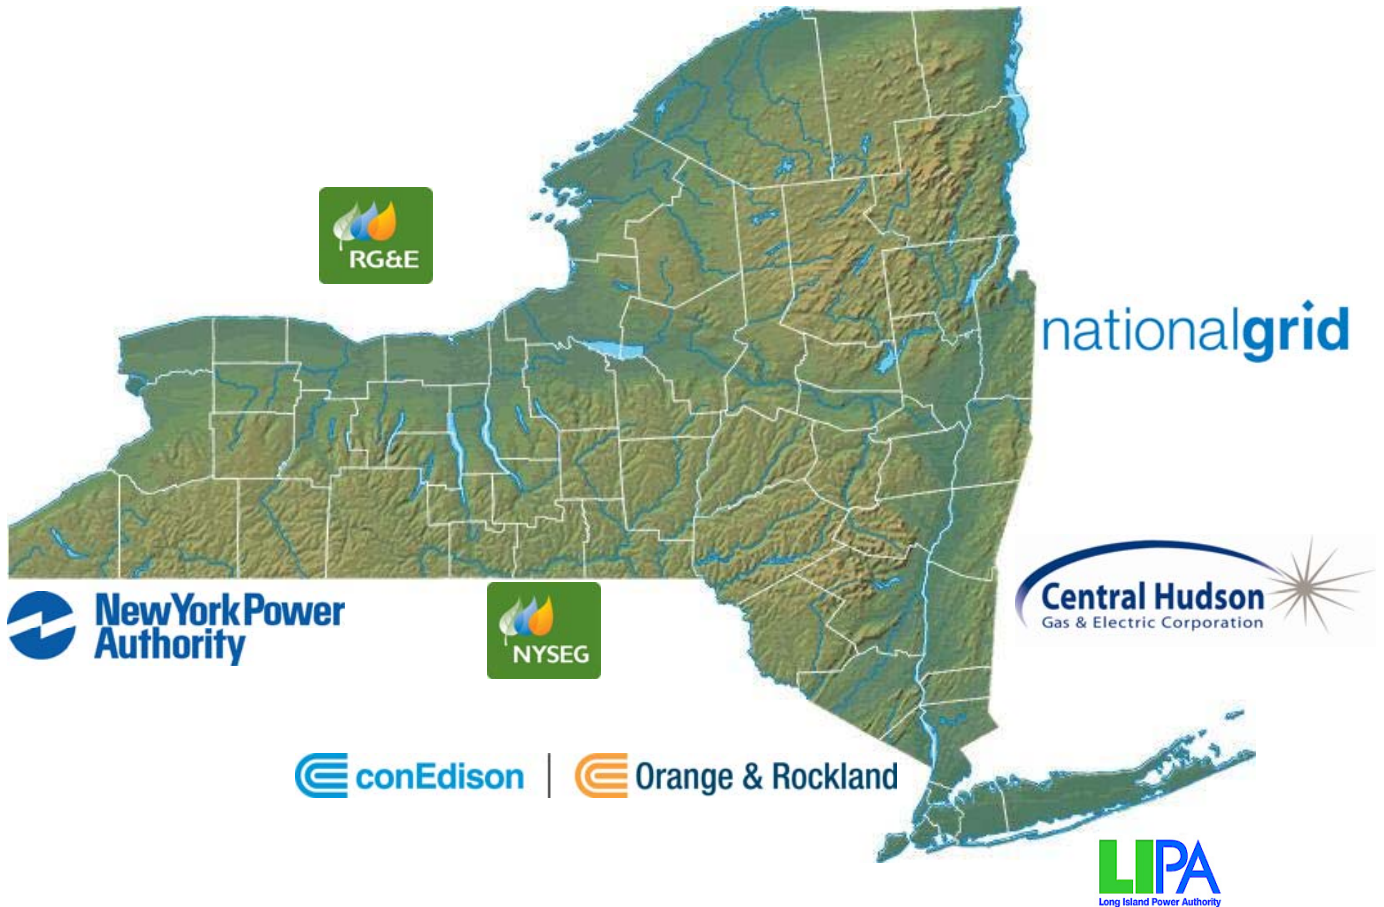 RG&E
nationalgrid
Central Hudson
Gas & Electric Corporation
NewYorkPower
Authority
NYSEG
conEdison | Orange & Rockland
LIPA
Long Island Power Authority